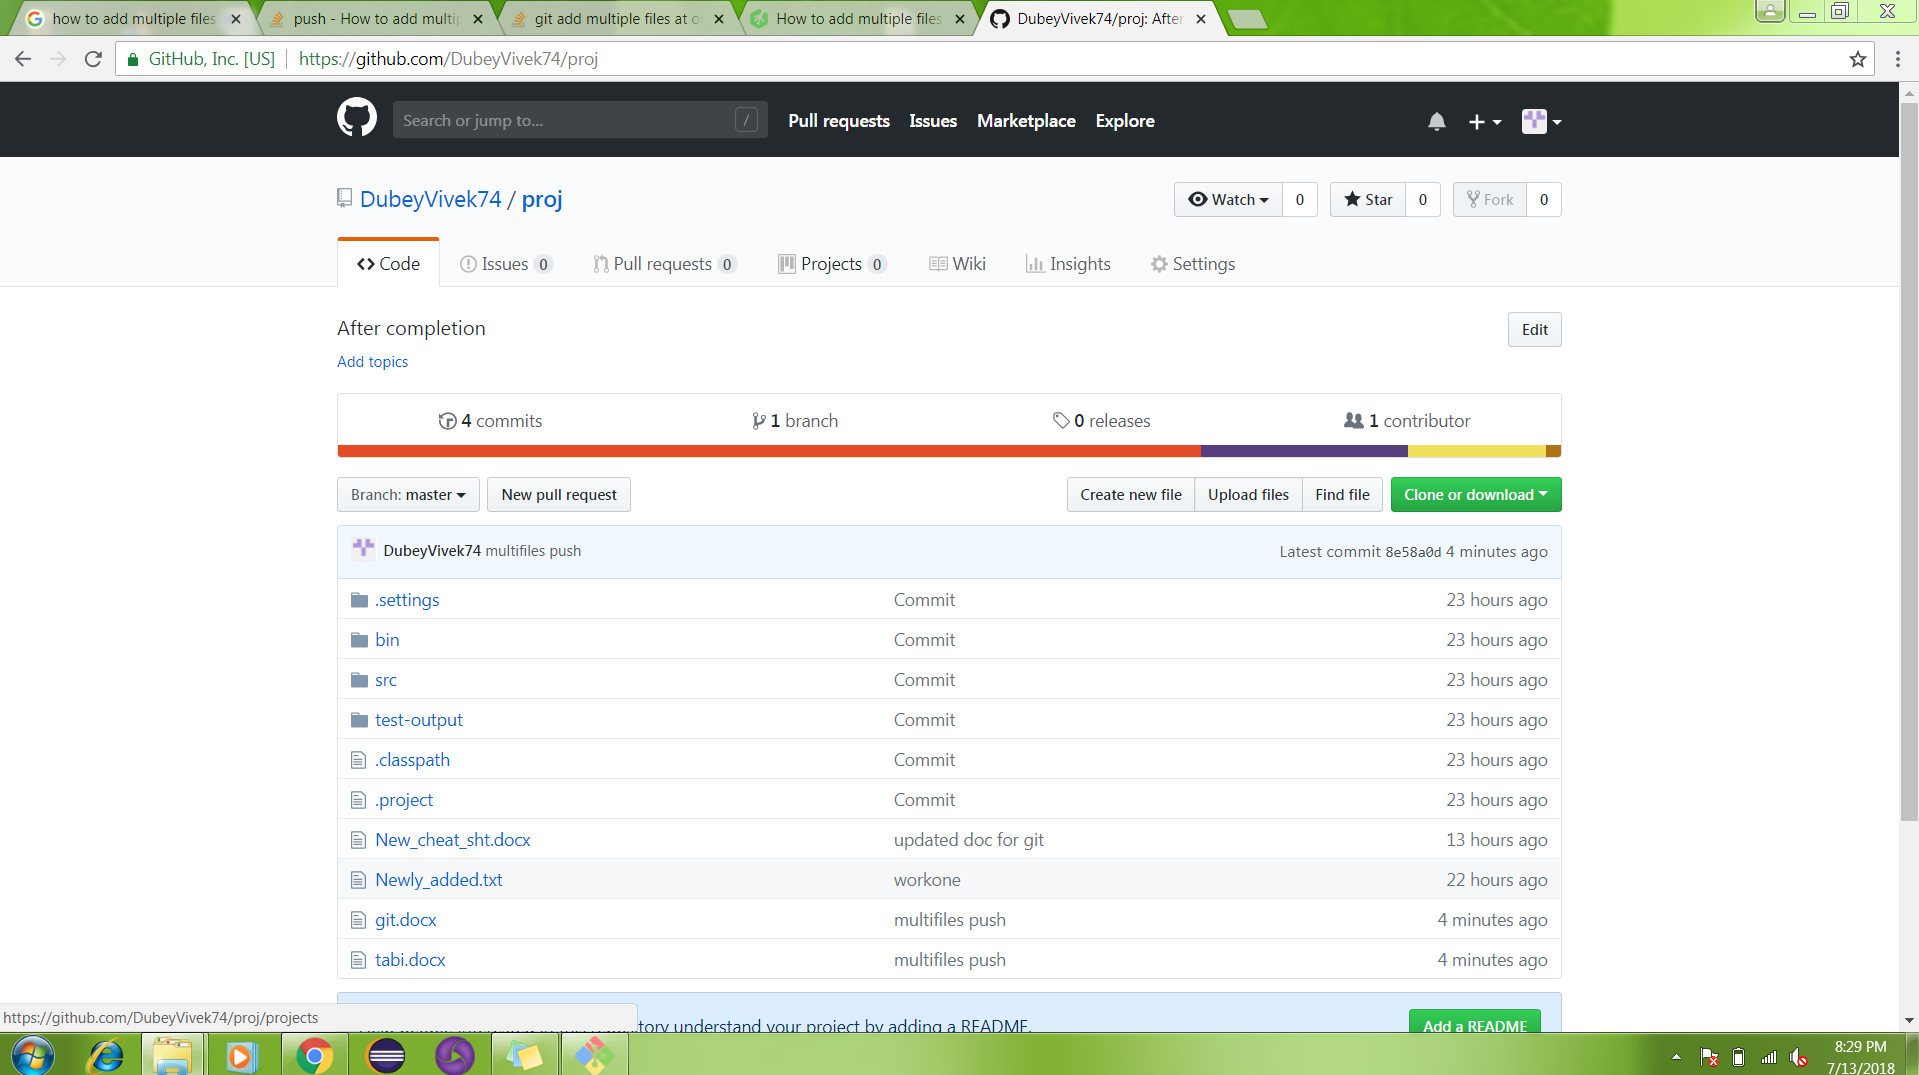 how to add multiple files
push - How to add multip
git add multiple files at o
How to add multiple files
DubeyVivek74/proj: After
GitHub, Inc. [US] https://github.com/DubeyVivek74/proj
Search or jump to... /
Pull requests Issues Marketplace Explore
DubeyVivek74 / proj
Watch 0 Star 0 Fork 0
Code Issues 0 Pull requests 0 Projects 0 Wiki Insights Settings
After completion
Edit
Add topics
4 commits 1 branch 0 releases 1 contributor
Branch: master New pull request Create new file Upload files Find file Clone or download
DubeyVivek74 multifiles push Latest commit 8e58a0d 4 minutes ago
.settings Commit 23 hours ago
bin Commit 23 hours ago
src Commit 23 hours ago
test-output Commit 23 hours ago
.classpath Commit 23 hours ago
.project Commit 23 hours ago
New_cheat_sht.docx updated doc for git 13 hours ago
Newly_added.txt workone 22 hours ago
git.docx multifiles push 4 minutes ago
tabi.docx multifiles push 4 minutes ago
https://github.com/DubeyVivek74/proj/projects
understand your project by adding a README. Add a README
8:29 PM
7/13/2018